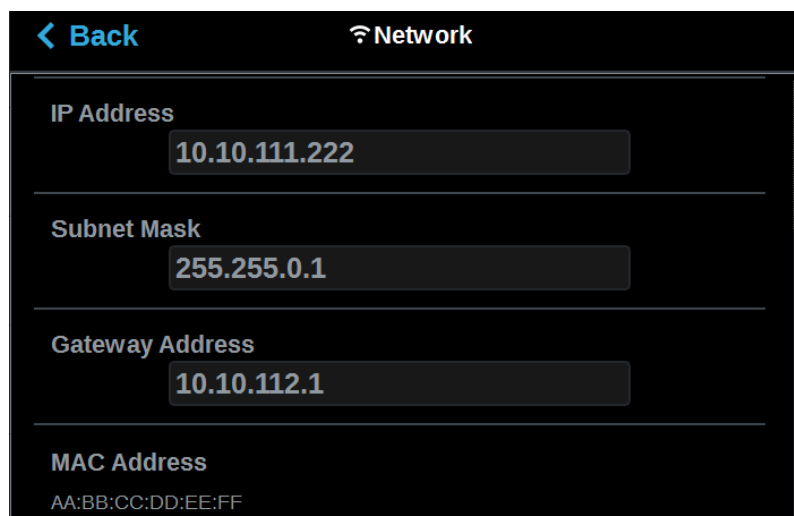 Back
Network
IP Address
10.10.111.222
Subnet Mask
255.255.0.1
Gateway Address
10.10.112.1
MAC Address
AA:BB:CC:DD:EE:FF